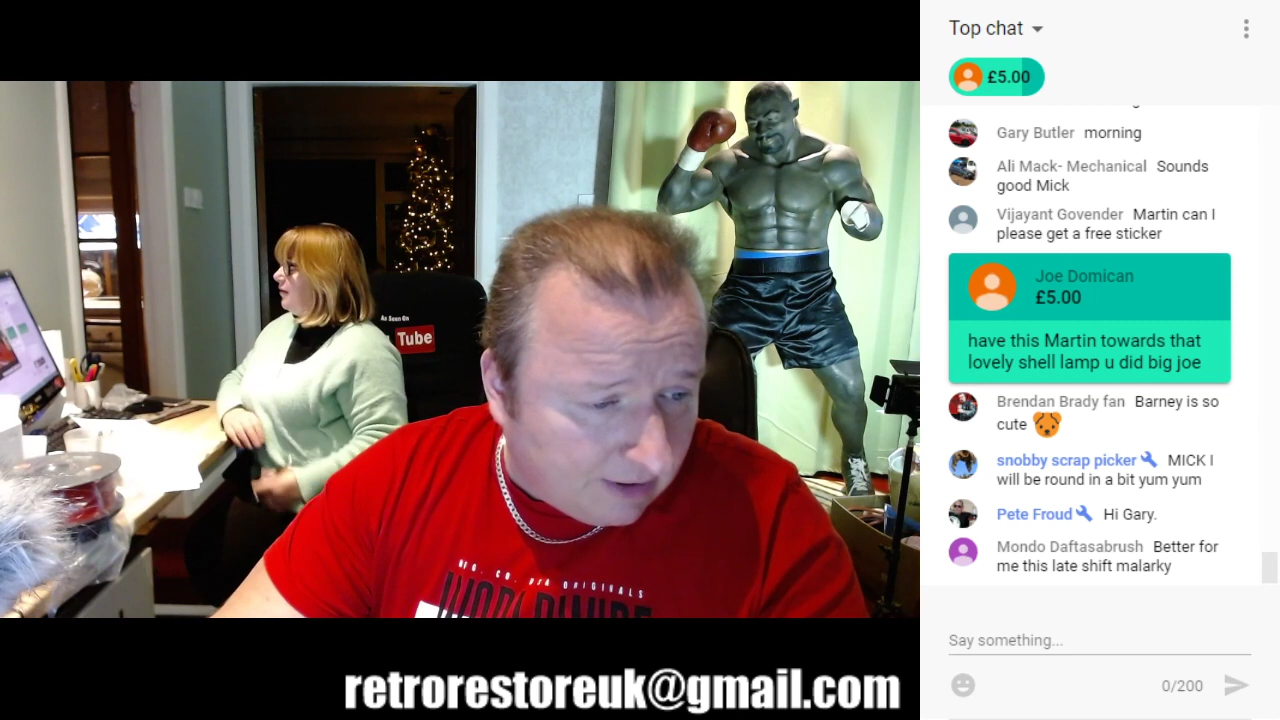 Top chat
£5.00
Gary Butler morning
Ali Mack- Mechanical Sounds
good Mick
Vijayant Govender Martin can I
please get a free sticker
Joe Domican
£5.00
have this Martin towards that
lovely shell lamp u did big joe
Brendan Brady fan Barney is so
cute
snobby scrap picker MICK I
will be round in a bit yum yum
Pete Froud Hi Gary.
Mondo Daftasabrush Better for
me this late shift malarky
Say something...
0/200
As Seen On
Tube
ORIGINALS
WORLDWIDE
retrorestoreuk@gmail.com